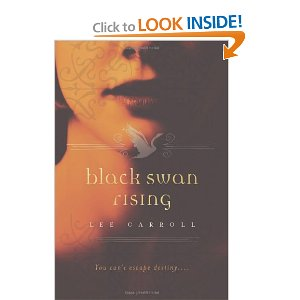 Click to LOOK INSIDE!
black swan
rising
LEE CARROLL
You can't escape destiny....